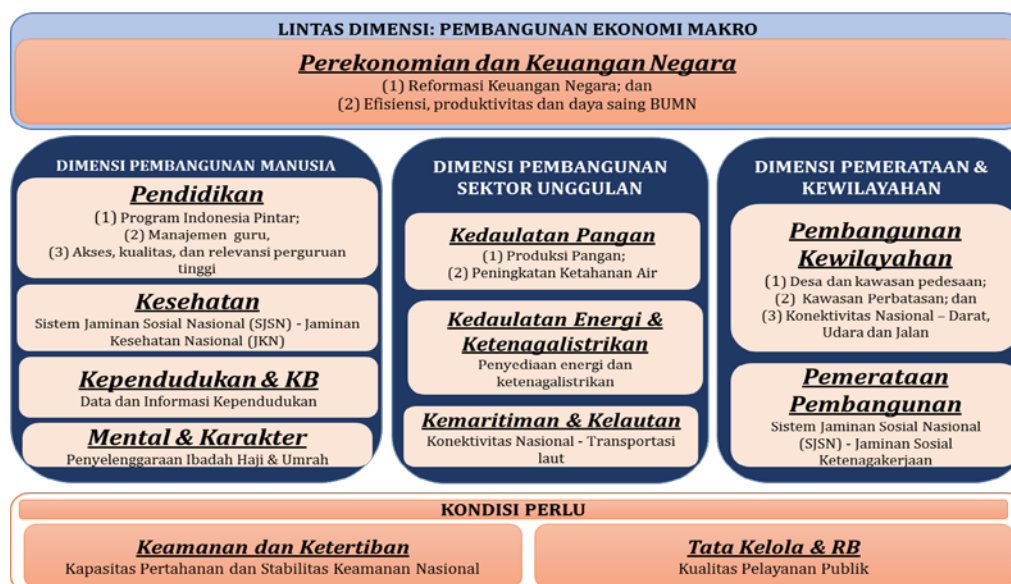 LINTAS DIMENSI: PEMBANGUNAN EKONOMI MAKRO
Perekonomian dan Keuangan Negara
(1) Reformasi Keuangan Negara; dan
(2) Efisiensi, produktivitas dan daya saing BUMN
DIMENSI PEMBANGUNAN MANUSIA
Pendidikan
(1) Program Indonesia Pintar;
(2) Manajemen guru,
(3) Akses, kualitas, dan relevansi perguruan
tinggi
Kesehatan
Sistem Jaminan Sosial Nasional (SJSN) - Jaminan
Kesehatan Nasional (JKN)
Kependudukan & KB
Data dan Informasi Kependudukan
Mental & Karakter
Penyelenggaraan Ibadah Haji & Umrah
DIMENSI PEMBANGUNAN
SEKTOR UNGGULAN
Kedaulatan Pangan
(1) Produksi Pangan;
(2) Peningkatan Ketahanan Air
Kedaulatan Energi &
Ketenagalistrikan
Penyediaan energi dan
ketenagalistrikan
Kemaritiman & Kelautan
Konektivitas Nasional - Transportasi
laut
DIMENSI PEMERATAAN &
KEWILAYAHAN
Pembangunan
Kewilayahan
(1) Desa dan kawasan pedesaan;
(2) Kawasan Perbatasan; dan
(3) Konektivitas Nasional – Darat,
Udara dan Jalan
Pemerataan
Pembangunan
Sistem Jaminan Sosial Nasional
(SJSN) - Jaminan Sosial
Ketenagakerjaan
KONDISI PERLU
Keamanan dan Ketertiban
Kapasitas Pertahanan dan Stabilitas Keamanan Nasional
Tata Kelola & RB
Kualitas Pelayanan Publik